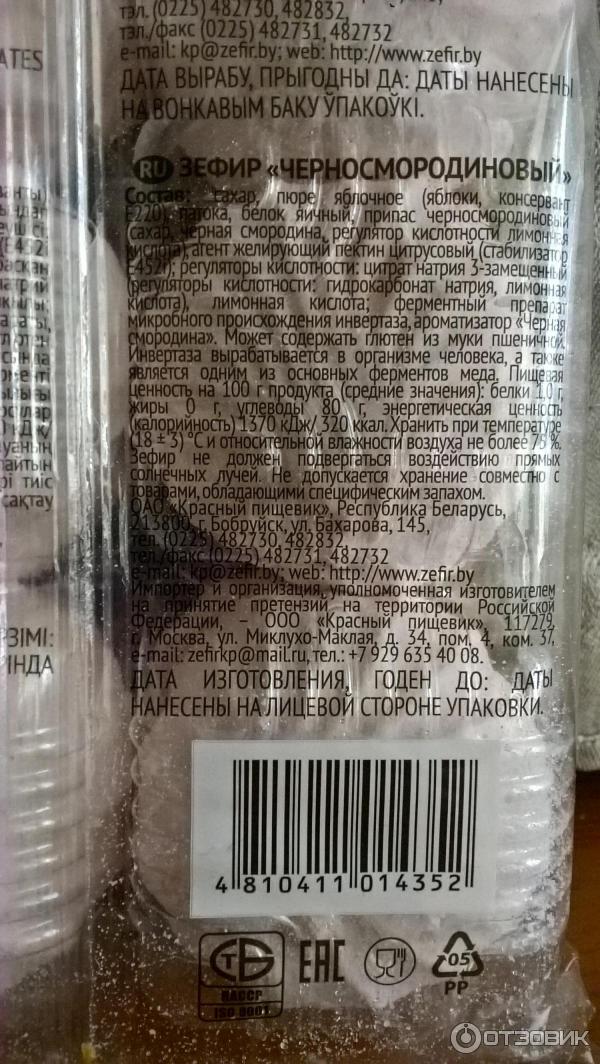 тэл. (0225) 482730, 482832,
тэл./факс (0225) 482731, 482732
e-mail: kp@zefir.by; web: http://www.zefir.by
ДАТА ВЫРАБУ, ПРЫГОДНЫ ДА: ДАТЫ НАНЕСЕНЫ
НА ВОНКАВЫМ БАКУ ЎПАКОЎКІ.
RU ЗЕФИР «ЧЕРНОСМОРОДИНОВЫЙ»
Состав: сахар, пюре яблочное (яблоки, консервант
Е220), патока, белок яичный, припас черносмородиновый
(сахар, черная смородина, регулятор кислотности лимонная
кислота), агент желирующий пектин цитрусовый (стабилизатор
Е452i); регуляторы кислотности: цитрат натрия 3-замещенный
(регуляторы кислотности: гидрокарбонат натрия, лимонная
кислота), лимонная кислота; ферментный препарат
микробного происхождения инвертаза, ароматизатор «Черная
смородина». Может содержать глютен из муки пшеничной.
Инвертаза вырабатывается в организме человека, а также
является одним из основных ферментов меда. Пищевая
ценность на 100 г продукта (средние значения): белки 1,0 г,
жиры 0 г, углеводы 80 г, энергетическая ценность
(калорийность) 1370 кДж/ 320 ккал. Хранить при температуре
(18 ± 3) °С и относительной влажности воздуха не более 75 %.
Зефир не должен подвергаться воздействию прямых
солнечных лучей. Не допускается хранение совместно с
товарами, обладающими специфическим запахом.
ОАО «Красный пищевик», Республика Беларусь,
213800, г. Бобруйск, ул. Бахарова, 145,
тел. (0225) 482730, 482832
тел./факс (0225) 482731, 482732
e-mail: kp@zefir.by; web: http://www.zefir.by
Импортер и организация, уполномоченная изготовителем
на принятие претензий на территории Российской
Федерации, – ООО «Красный пищевик», 117279,
г. Москва, ул. Миклухо-Маклая, д. 34, пом. 4, ком. 37,
e-mail: zefirkp@mail.ru, тел.: +7 929 635 40 08.
ДАТА ИЗГОТОВЛЕНИЯ, ГОДЕН ДО: ДАТЫ
НАНЕСЕНЫ НА ЛИЦЕВОЙ СТОРОНЕ УПАКОВКИ.
4 810411 014352
СТБ
НАССР
ISO 9001
ЕАС
05
PP
ATES
(Е452
сақтау
ЗІМІ:
ІНДА
ОТЗОВИК